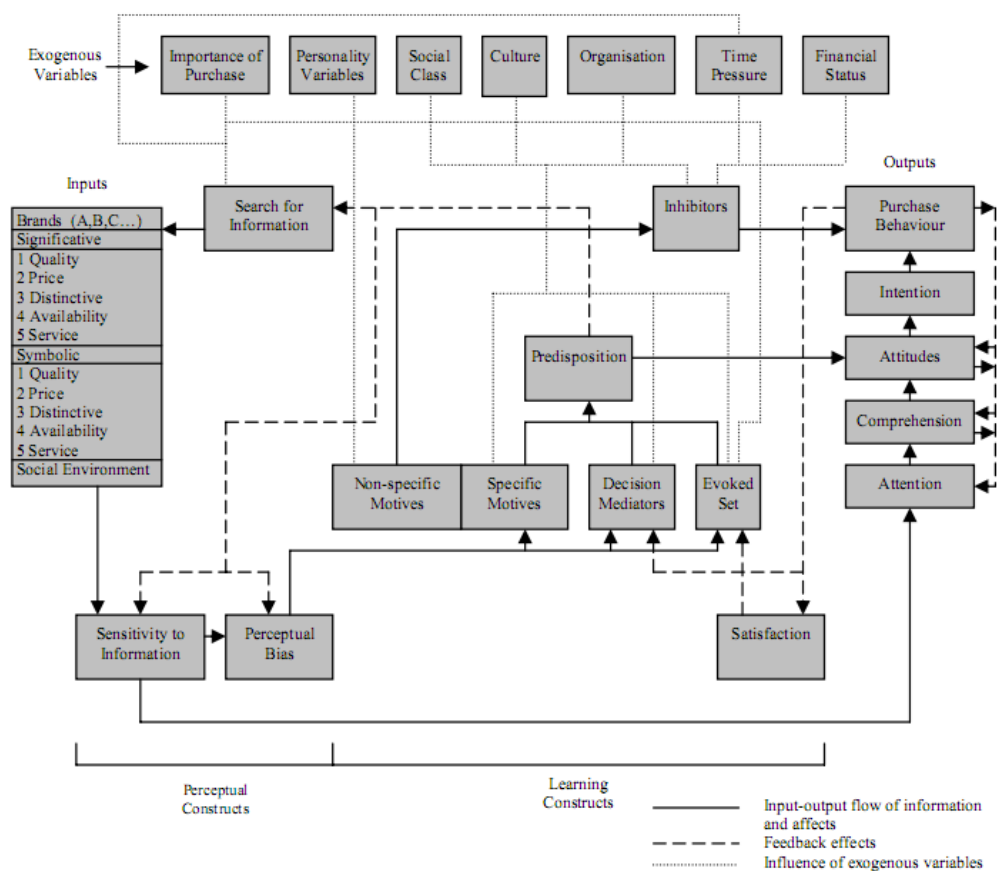 Exogenous
Variables
Importance of
Purchase
Personality
Variables
Social
Class
Culture
Organisation
Time
Pressure
Financial
Status
Inputs
Outputs
Brands (A,B,C...)
Significative
1 Quality
2 Price
3 Distinctive
4 Availability
5 Service
Symbolic
1 Quality
2 Price
3 Distinctive
4 Availability
5 Service
Social Environment
Search for
Information
Inhibitors
Purchase
Behaviour
Intention
Predisposition
Attitudes
Comprehension
Attention
Non-specific
Motives
Specific
Motives
Decision
Mediators
Evoked
Set
Sensitivity to
Information
Perceptual
Bias
Satisfaction
Perceptual
Constructs
Learning
Constructs
Input-output flow of information
and affects
Feedback effects
Influence of exogenous variables